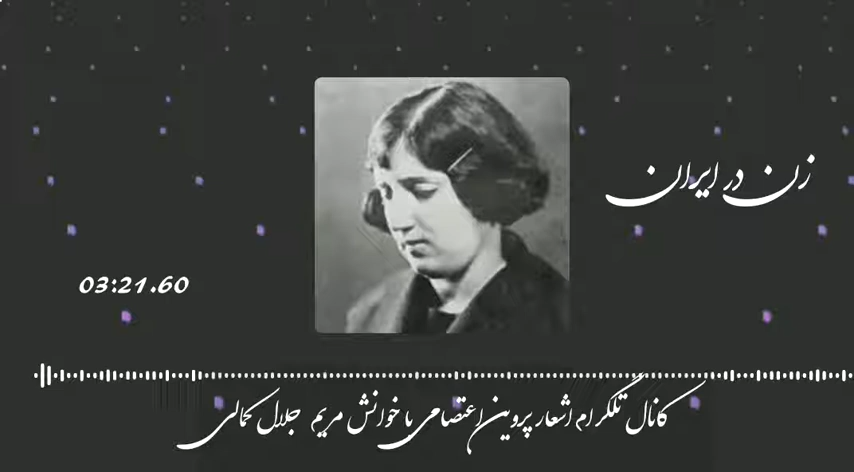 زن در ایران
03:21.60
کانال تلگرام اشعار پروین اعتصامی با خوانش مریم جلال کمالی